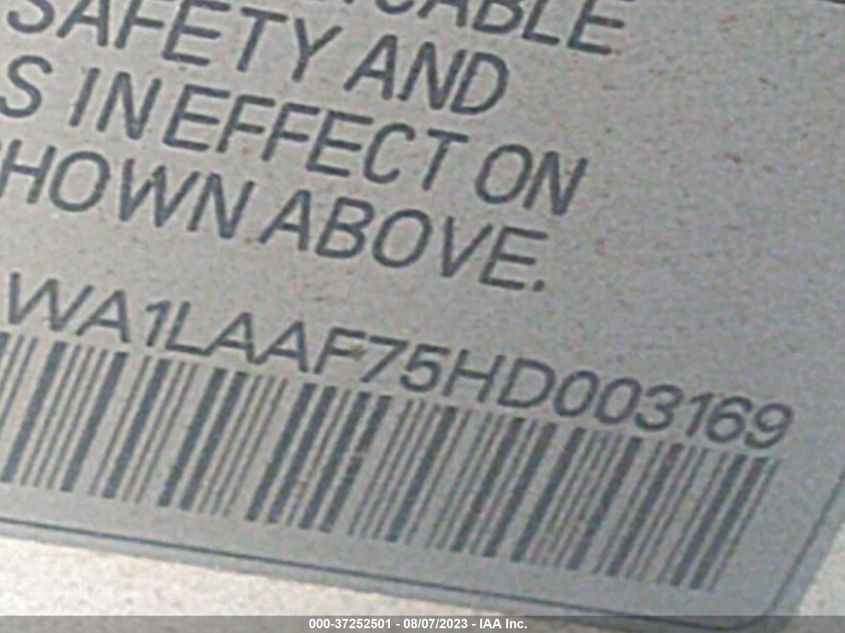 SAFETY AND
S IN EFFECT ON
HOWN ABOVE.
WA1LAAF75HD003169
000-37252501 - 08/07/2023 - IAA Inc.